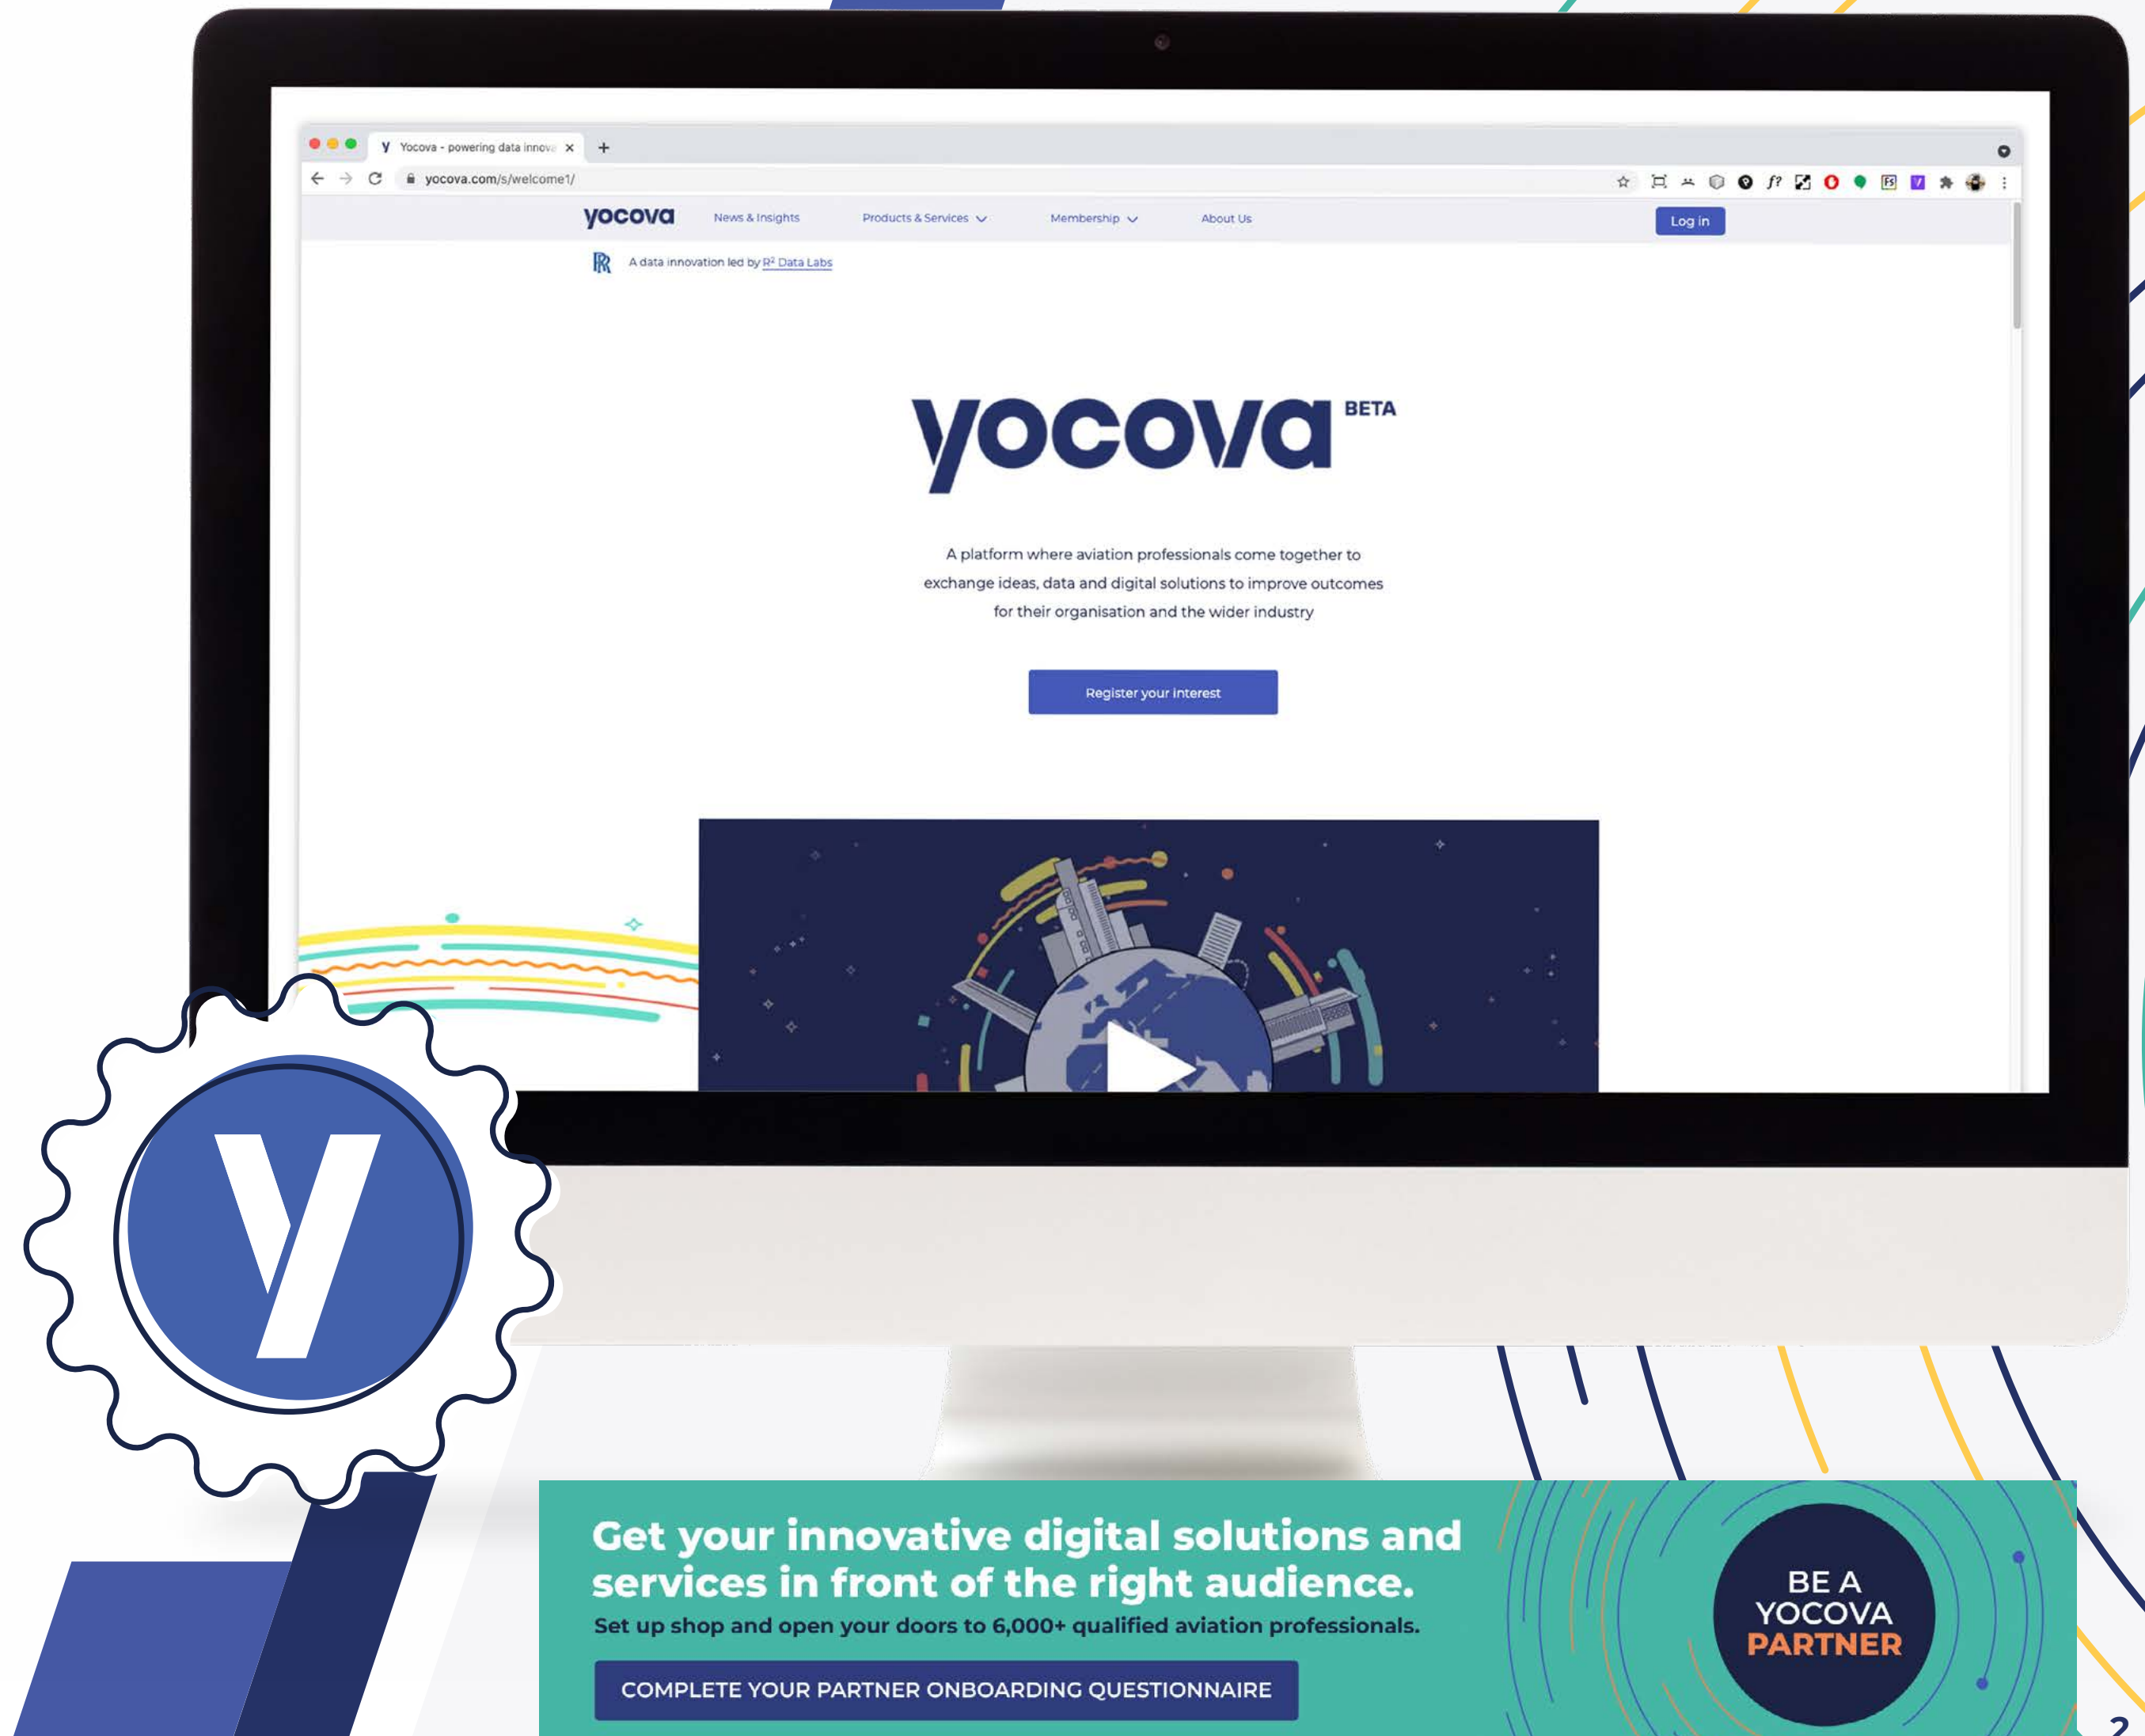 Yocova - powering data innova
yocova.com/s/welcome1/
yocova
News & Insights
Products & Services
Membership
About Us
Log in
A data innovation led by R² Data Labs
yocova BETA
A platform where aviation professionals come together to
exchange ideas, data and digital solutions to improve outcomes
for their organisation and the wider industry
Register your interest
y
Get your innovative digital solutions and
services in front of the right audience.
Set up shop and open your doors to 6,000+ qualified aviation professionals.
COMPLETE YOUR PARTNER ONBOARDING QUESTIONNAIRE
BE A
YOCOVA
PARTNER
2